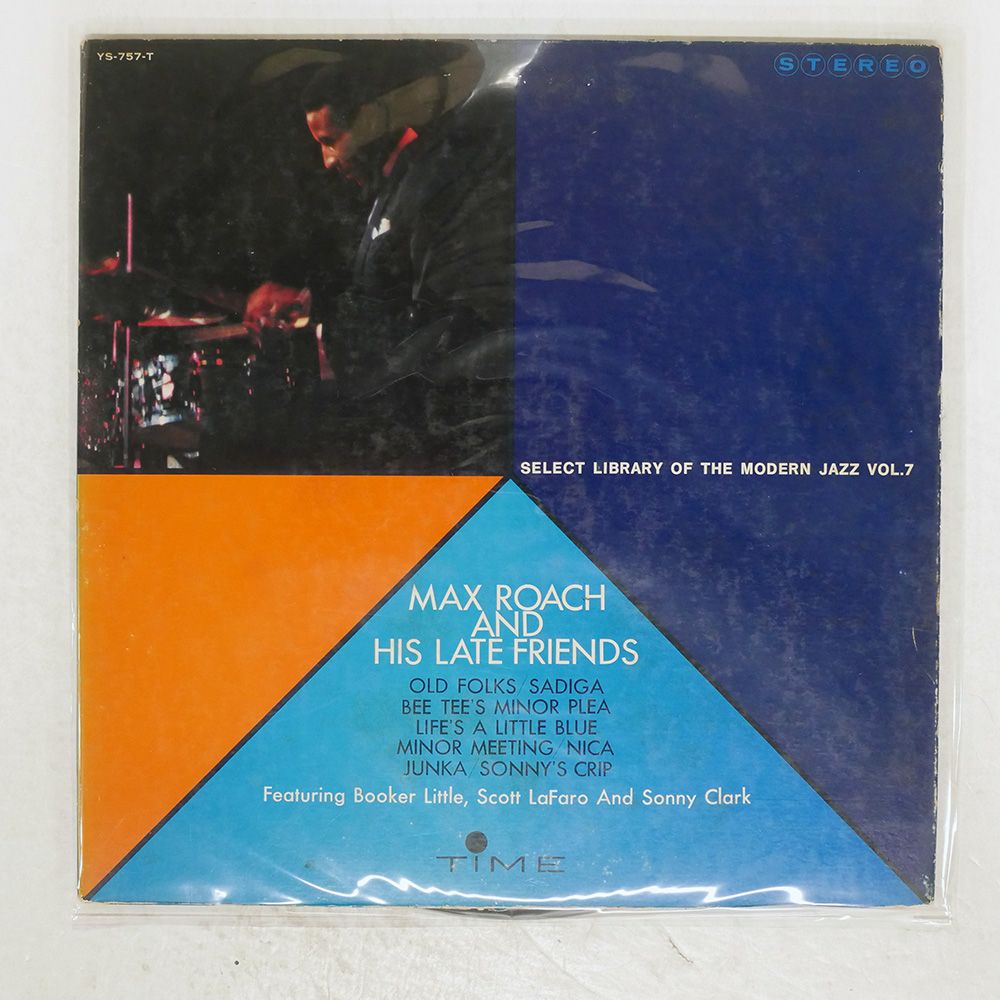 YS-757-T
STEREO
SELECT LIBRARY OF THE MODERN JAZZ VOL.7
MAX ROACH
AND
HIS LATE FRIENDS
OLD FOLKS/SADIGA
BEE TEE'S MINOR PLEA
LIFE'S A LITTLE BLUE
MINOR MEETING/NICA
JUNKA/SONNY'S CRIP
Featuring Booker Little, Scott LaFaro And Sonny Clark
TIME